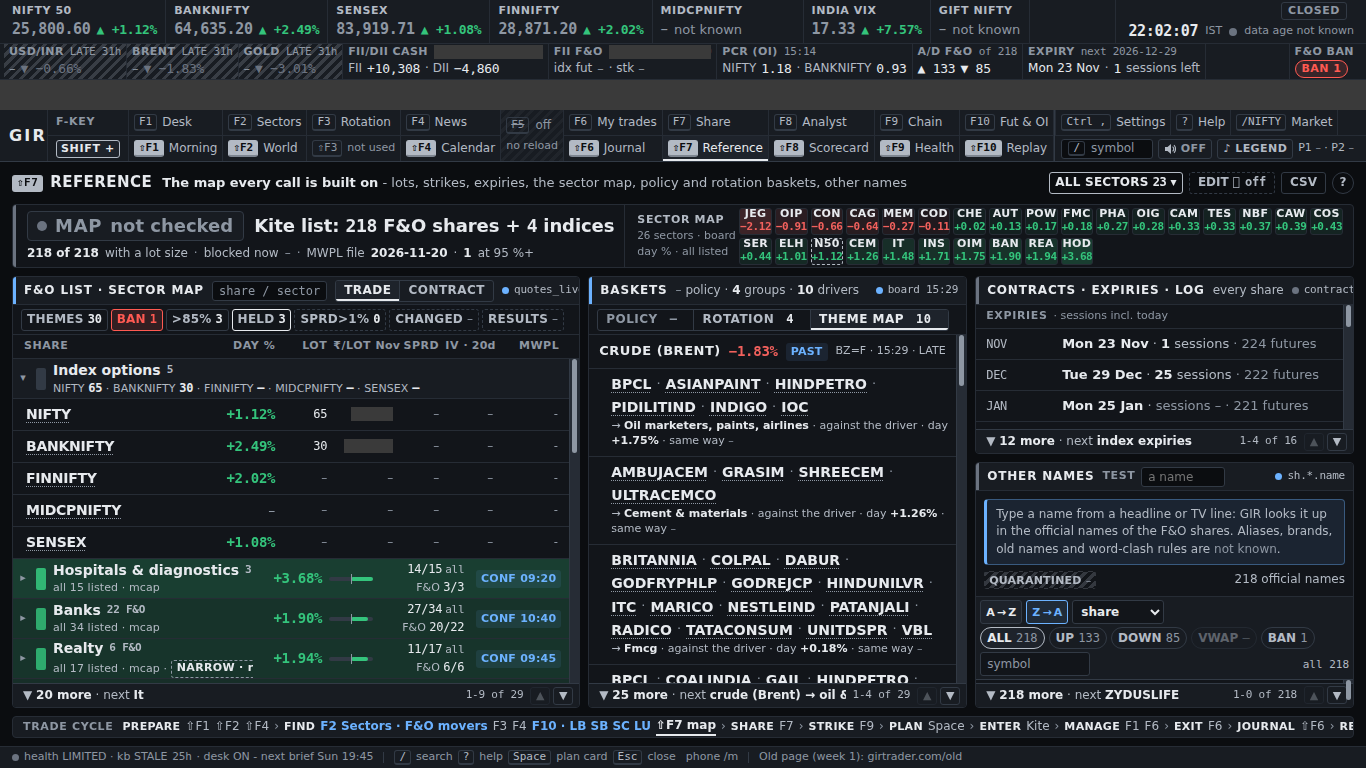 NIFTY 50 BANKNIFTY SENSEX FINNIFTY MIDCPNIFTY INDIA VIX GIFT NIFTY CLOSED
25,800.60 ▲ +1.12% 64,635.20 ▲ +2.49% 83,919.71 ▲ +1.08% 28,871.20 ▲ +2.02% – not known 17.33 ▲ +7.57% – not known 22:02:07 IST data age not known
USD/INR LATE 31h BRENT LATE 31h GOLD LATE 31h FII/DII CASH FII F&O PCR (OI) 15:14 A/D F&O of 218 EXPIRY next 2026-12-29 F&O BAN
– ▼ −0.66% – ▼ −1.83% – ▼ −3.01% FII +10,308 · DII −4,860 idx fut – · stk – NIFTY 1.18 · BANKNIFTY 0.93 ▲ 133 ▼ 85 Mon 23 Nov · 1 sessions left BAN 1
GIR F-KEY F1 Desk F2 Sectors F3 Rotation F4 News F5 off F6 My trades F7 Share F8 Analyst F9 Chain F10 Fut & OI Ctrl , Settings ? Help /NIFTY Market
SHIFT + ⇧F1 Morning ⇧F2 World ⇧F3 not used ⇧F4 Calendar no reload ⇧F6 Journal ⇧F7 Reference ⇧F8 Scorecard ⇧F9 Health ⇧F10 Replay / symbol OFF ♪ LEGEND P1 – · P2 –
⇧F7 REFERENCE The map every call is built on - lots, strikes, expiries, the sector map, policy and rotation baskets, other names ALL SECTORS 23 ▾ EDIT off CSV ?
MAP not checked Kite list: 218 F&O shares + 4 indices
218 of 218 with a lot size · blocked now – · MWPL file 2026-11-20 · 1 at 95 %+
SECTOR MAP
26 sectors · board
day % · all listed
JEG OIP CON CAG MEM COD CHE AUT POW FMC PHA OIG CAM TES NBF CAW COS
−2.12 −0.91 −0.66 −0.64 −0.27 −0.11 +0.02 +0.13 +0.17 +0.18 +0.27 +0.28 +0.33 +0.33 +0.37 +0.39 +0.43
SER ELH N50 CEM IT INS OIM BAN REA HOD
+0.44 +1.01 +1.12 +1.26 +1.48 +1.71 +1.75 +1.90 +1.94 +3.68
F&O LIST · SECTOR MAP share / sector TRADE CONTRACT quotes_live
THEMES 30 BAN 1 >85% 3 HELD 3 SPRD>1% 0 CHANGED – RESULTS –
SHARE DAY % LOT ₹/LOT Nov SPRD IV · 20d MWPL
▾ Index options 5
NIFTY 65 · BANKNIFTY 30 · FINNIFTY — · MIDCPNIFTY — · SENSEX —
NIFTY +1.12% 65 – – -
BANKNIFTY +2.49% 30 – – -
FINNIFTY +2.02% – – – – -
MIDCPNIFTY – – – – – -
SENSEX +1.08% – – – – -
▸ Hospitals & diagnostics 3 +3.68% 14/15 all CONF 09:20
all 15 listed · mcap F&O 3/3
▸ Banks 22 F&O +1.90% 27/34 all CONF 10:40
all 34 listed · mcap F&O 20/22
▸ Realty 6 F&O +1.94% 11/17 all CONF 09:45
all 17 listed · mcap · NARROW · r F&O 6/6
▼ 20 more · next It 1-9 of 29 ▲ ▼
BASKETS – policy · 4 groups · 10 drivers board 15:29
POLICY — ROTATION 4 THEME MAP 10
CRUDE (BRENT) −1.83% PAST BZ=F · 15:29 · LATE
BPCL · ASIANPAINT · HINDPETRO ·
PIDILITIND · INDIGO · IOC
→ Oil marketers, paints, airlines · against the driver · day
+1.75% · same way –
AMBUJACEM · GRASIM · SHREECEM ·
ULTRACEMCO
→ Cement & materials · against the driver · day +1.26% ·
same way –
BRITANNIA · COLPAL · DABUR ·
GODFRYPHLP · GODREJCP · HINDUNILVR ·
ITC · MARICO · NESTLEIND · PATANJALI ·
RADICO · TATACONSUM · UNITDSPR · VBL
→ Fmcg · against the driver · day +0.18% · same way –
BPCL · COALINDIA · GAIL · HINDPETRO ·
▼ 25 more · next crude (Brent) → oil & 1-4 of 29 ▲ ▼
CONTRACTS · EXPIRIES · LOG every share contract
EXPIRIES · sessions incl. today
NOV Mon 23 Nov · 1 sessions · 224 futures
DEC Tue 29 Dec · 25 sessions · 222 futures
JAN Mon 25 Jan · sessions – · 221 futures
▼ 12 more · next index expiries 1-4 of 16 ▲ ▼
OTHER NAMES TEST a name sh.*.name
Type a name from a headline or TV line: GIR looks it up
in the official names of the F&O shares. Aliases, brands,
old names and word-clash rules are not known.
QUARANTINED – 218 official names
A→Z Z→A share
ALL 218 UP 133 DOWN 85 VWAP — BAN 1
symbol all 218
▼ 218 more · next ZYDUSLIFE 1-0 of 218 ▲ ▼
TRADE CYCLE PREPARE ⇧F1 ⇧F2 ⇧F4 › FIND F2 Sectors · F&O movers F3 F4 F10 · LB SB SC LU ⇧F7 map › SHARE F7 › STRIKE F9 › PLAN Space › ENTER Kite › MANAGE F1 F6 › EXIT F6 › JOURNAL ⇧F6 › RE
health LIMITED · kb STALE 25h · desk ON - next brief Sun 19:45 / search ? help Space plan card Esc close phone /m Old page (week 1): girtrader.com/old